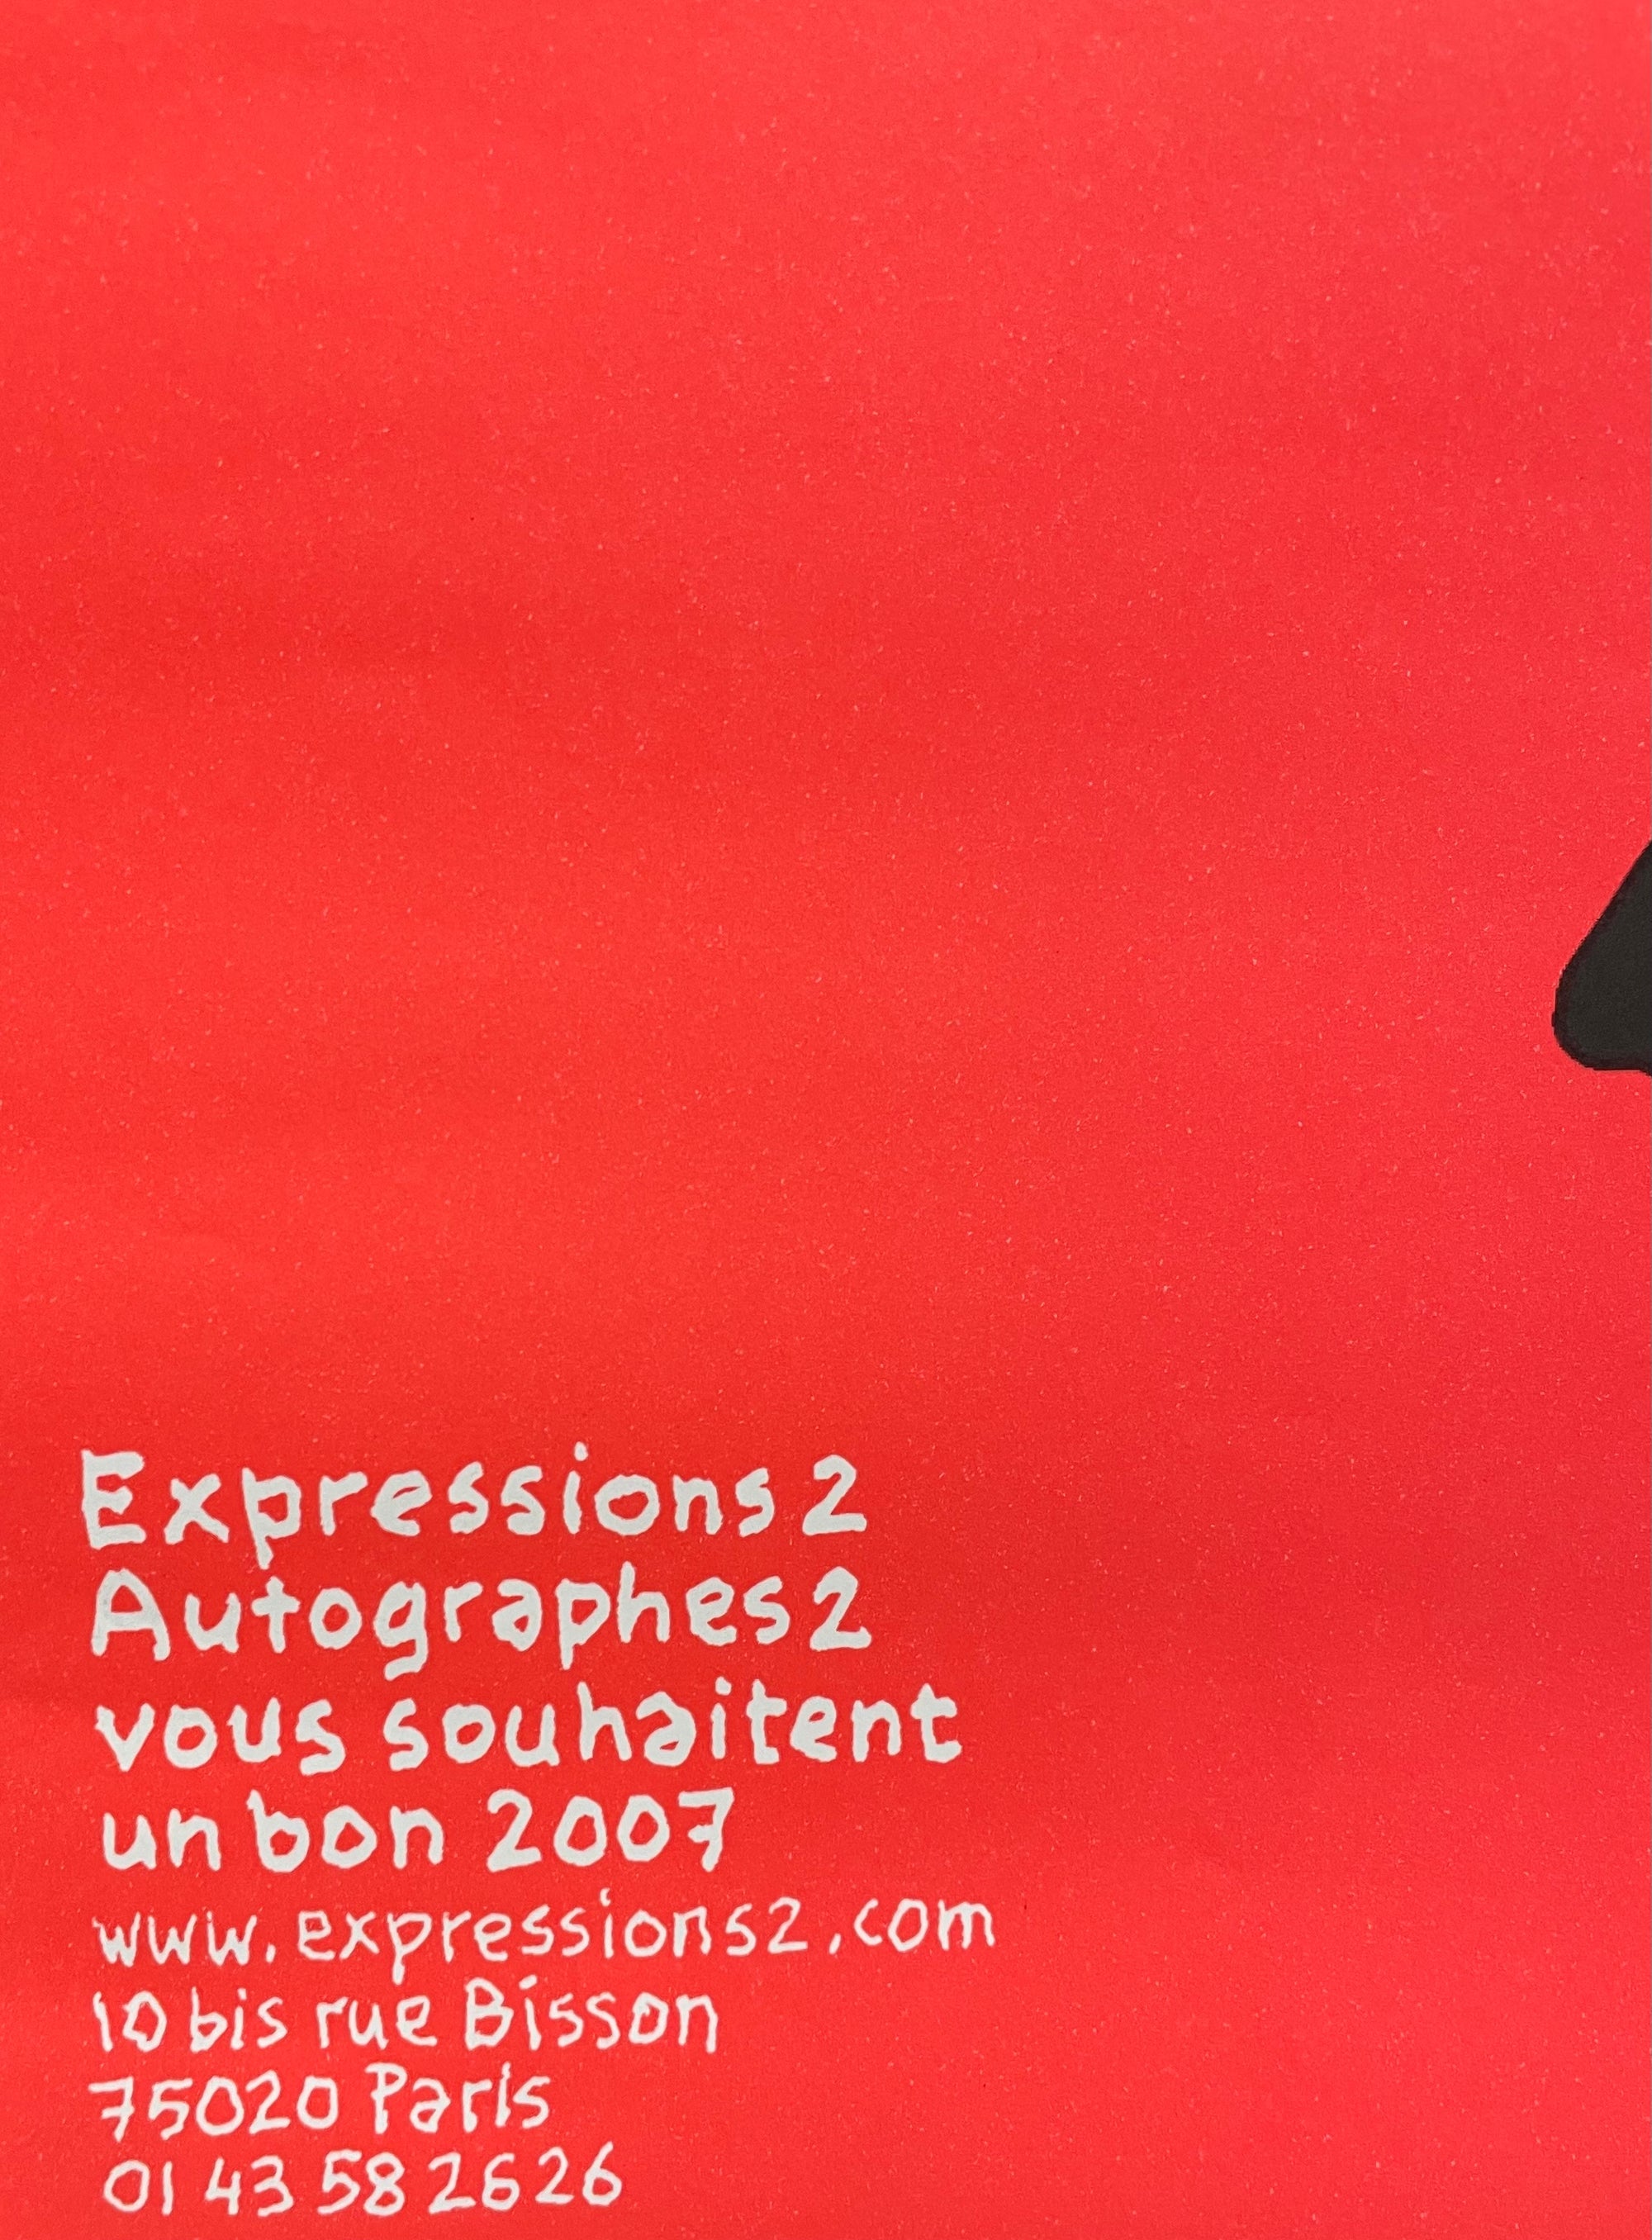 Expressions 2
Autographes 2
vous souhaitent
un bon 2007
www.expressions2.com
10 bis rue Bisson
75020 Paris
01 43 58 26 26